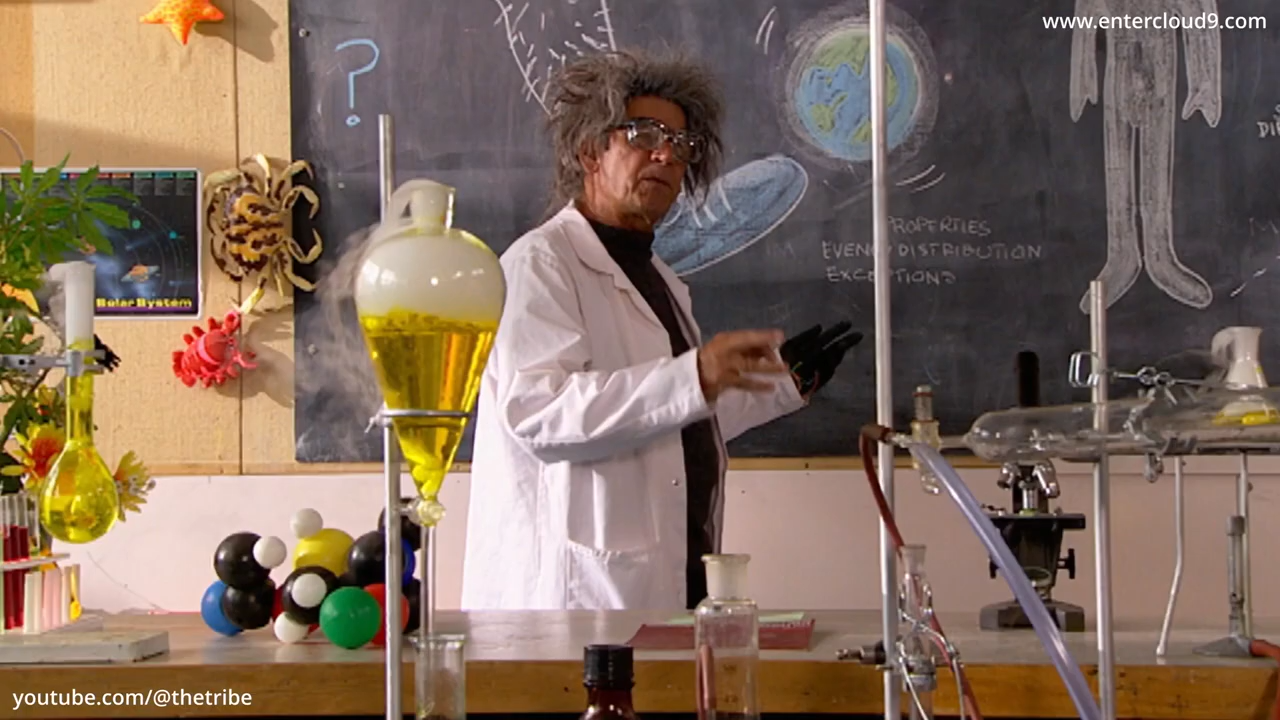 www.entercloud9.com
?
Solar System
PROPERTIES
EVEN DISTRIBUTION
EXCEPTIONS
youtube.com/@thetribe